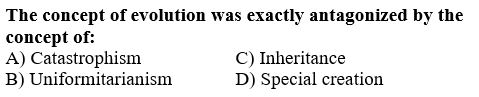 The concept of evolution was exactly antagonized by the
concept of:
A) Catastrophism C) Inheritance
B) Uniformitarianism D) Special creation